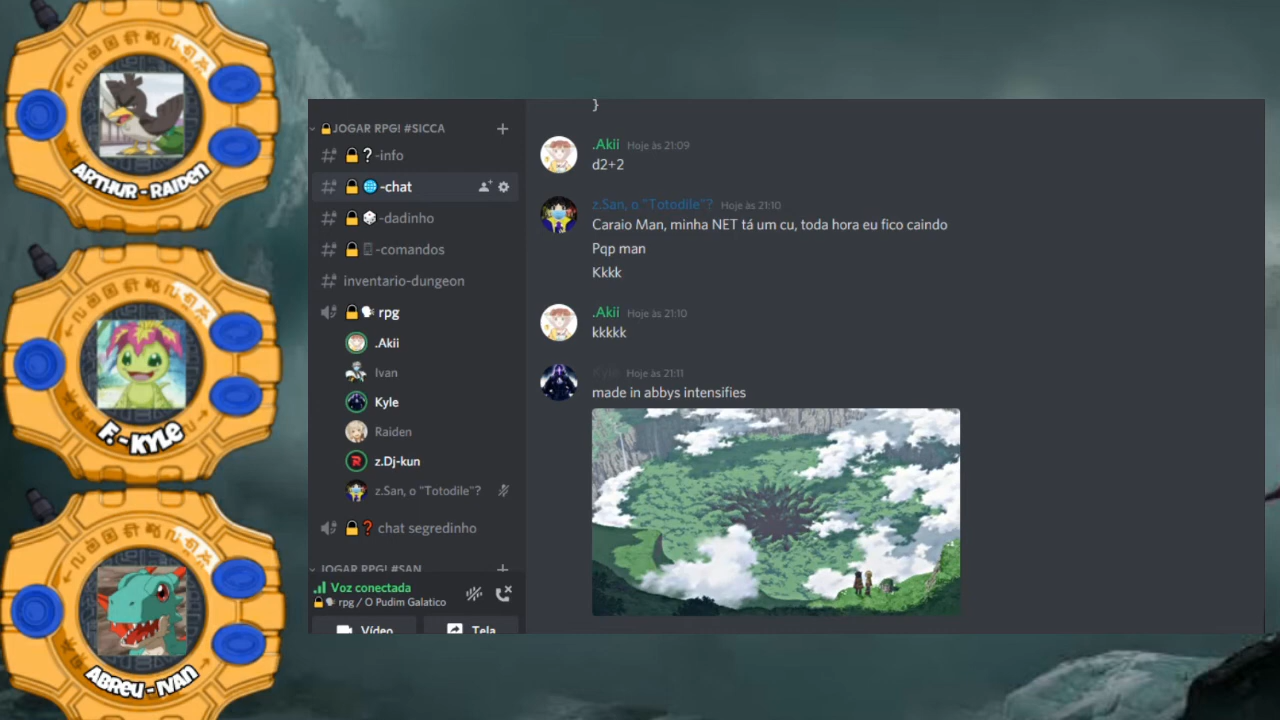 ARTHUR - RAIDEN
F. - KYLE
ABREU - IVAN
JOGAR RPG! #SICCA
?-info
-chat
-dadinho
-comandos
inventario-dungeon
rpg
.Akii
Ivan
Kyle
Raiden
z.Dj-kun
z.San, o "Totodile"?
chat segredinho
JOGAR RPG! #SAN
Voz conectada
rpg / O Pudim Galatico
Vídeo
Tela
}
.Akii Hoje às 21:09
d2+2
z.San, o "Totodile"? Hoje às 21:10
Caraio Man, minha NET tá um cu, toda hora eu fico caindo
Pqp man
Kkkk
.Akii Hoje às 21:10
kkkkk
Kyle Hoje às 21:11
made in abbys intensifies